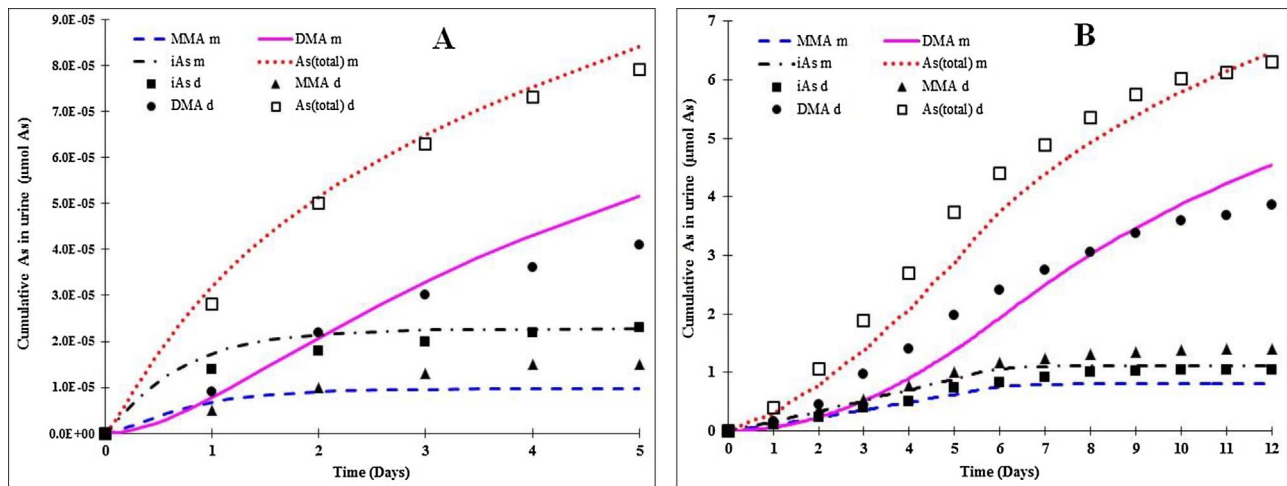 A
MMA m
DMA m
iAs m
As(total) m
iAs d
MMA d
DMA d
As(total) d
Cumulative As in urine (μmol As)
9.0E-05
8.0E-05
7.0E-05
6.0E-05
5.0E-05
4.0E-05
3.0E-05
2.0E-05
1.0E-05
0.0E+00
0 1 2 3 4 5
Time (Days)
B
MMA m
DMA m
iAs m
As(total) m
iAs d
MMA d
DMA d
As(total) d
Cumulative As in urine (μmol As)
7
6
5
4
3
2
1
0
0 1 2 3 4 5 6 7 8 9 10 11 12
Time (Days)